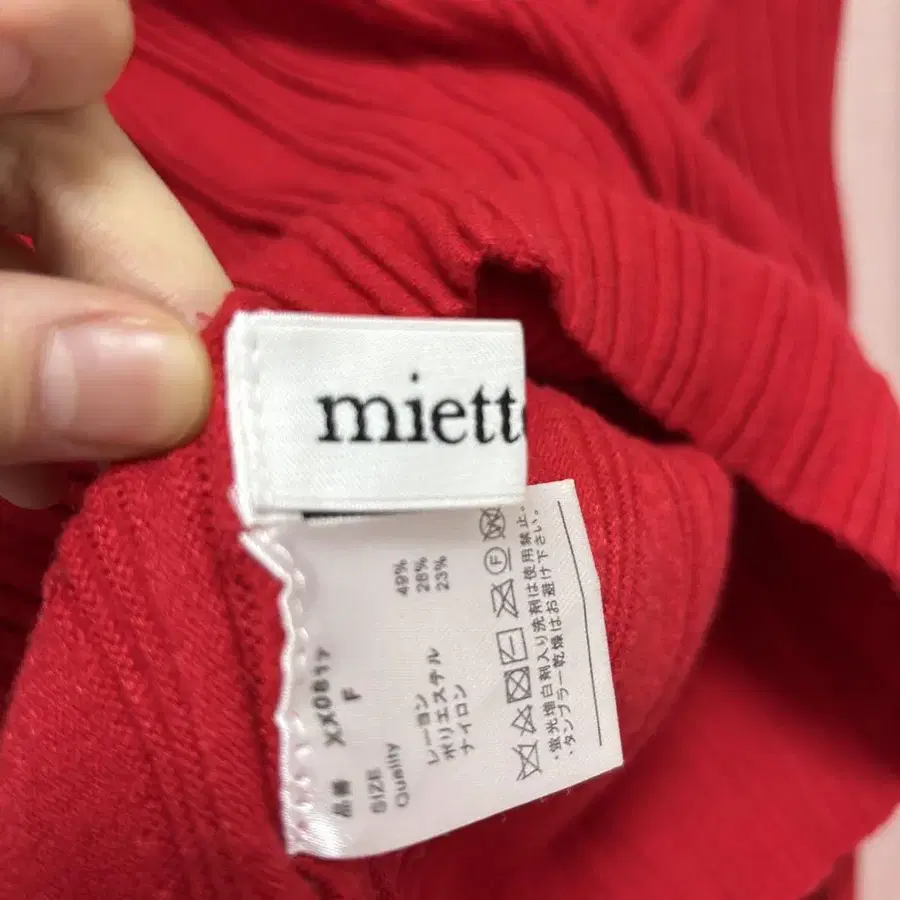 miette
品番 XX0817
SIZE F
Quality
レーヨン 49%
ポリエステル 28%
ナイロン 23%
・蛍光増白剤入り洗剤は使用禁止。
・タンブラー乾燥はお避け下さい。